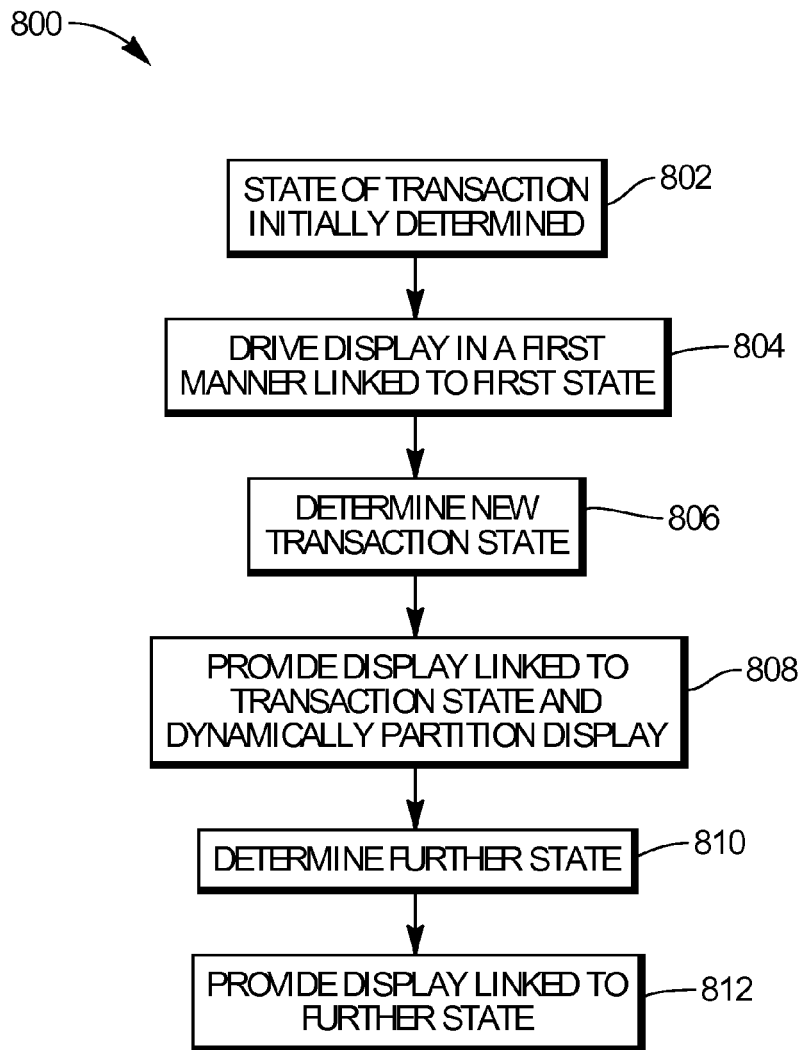 800
STATE OF TRANSACTION
INITIALLY DETERMINED
802
DRIVE DISPLAY IN A FIRST
MANNER LINKED TO FIRST STATE
804
DETERMINE NEW
TRANSACTION STATE
806
PROVIDE DISPLAY LINKED TO
TRANSACTION STATE AND
DYNAMICALLY PARTITION DISPLAY
808
DETERMINE FURTHER STATE
810
PROVIDE DISPLAY LINKED TO
FURTHER STATE
812